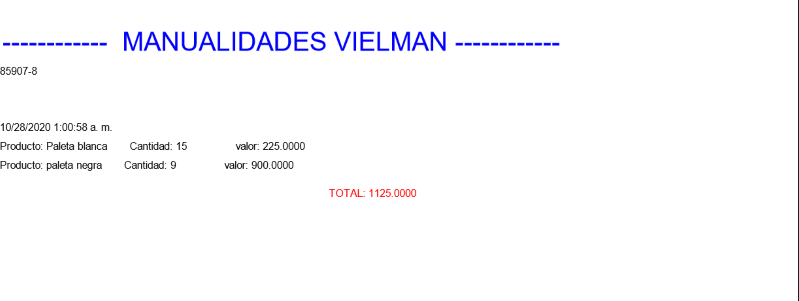 ------------ MANUALIDADES VIELMAN ------------
85907-8
10/28/2020 1:00:58 a. m.
Producto: Paleta blanca Cantidad: 15 valor: 225.0000
Producto: paleta negra Cantidad: 9 valor: 900.0000
TOTAL: 1125.0000